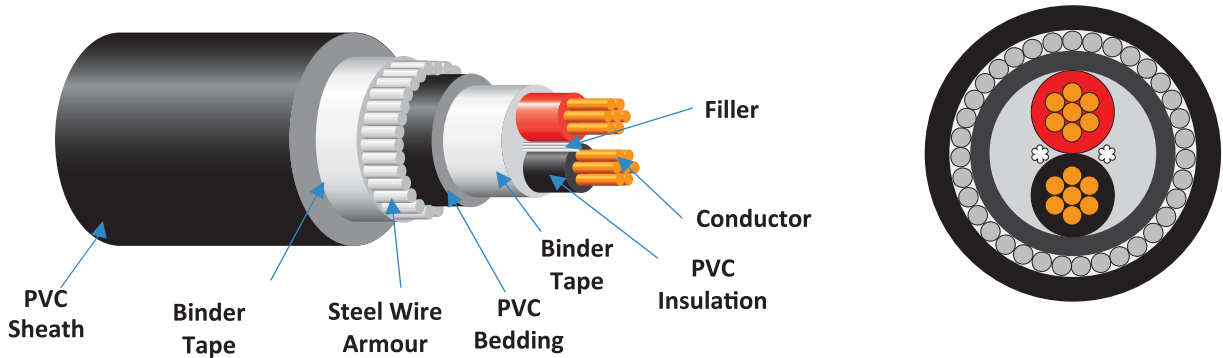 Filler
Conductor
PVC
Insulation
Binder
Tape
PVC
Bedding
Steel Wire
Armour
Binder
Tape
PVC
Sheath